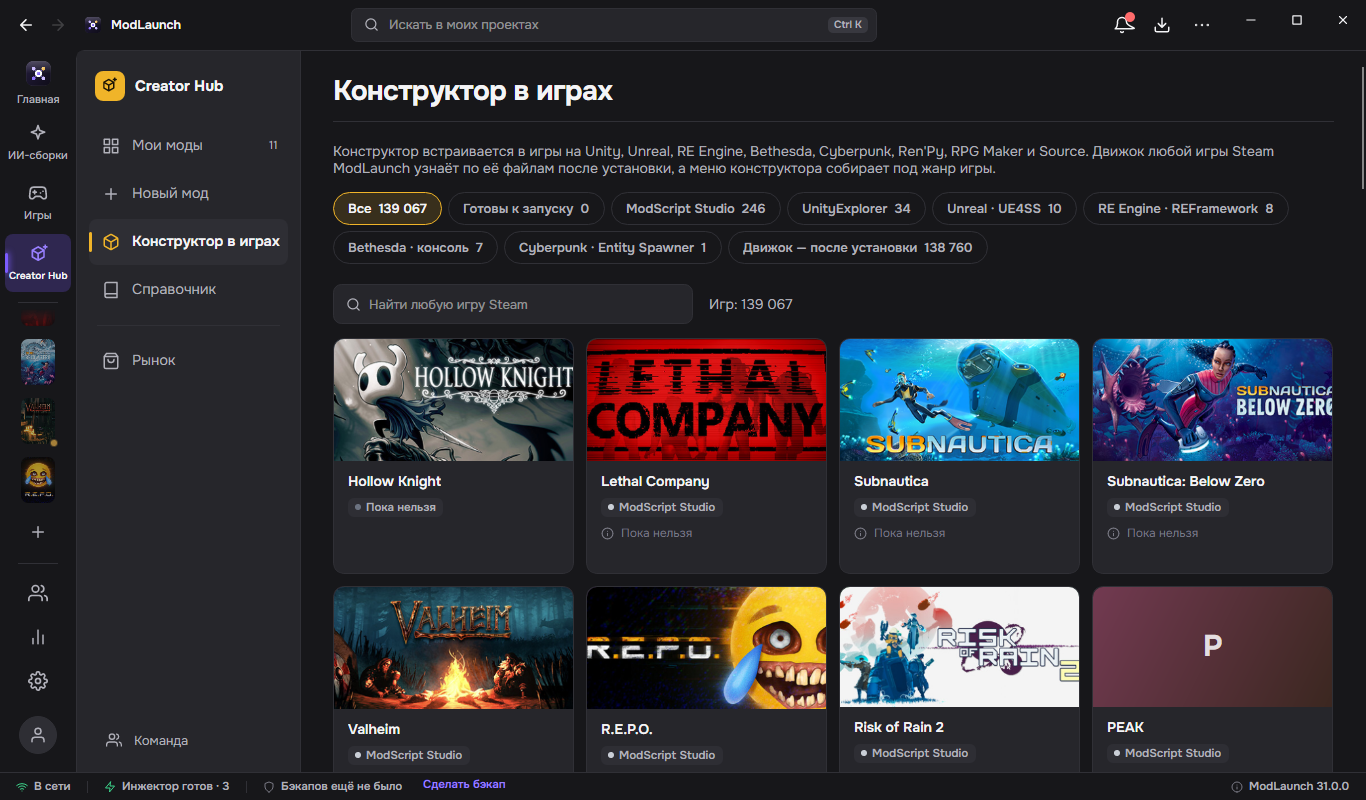 ModLaunch
Искать в моих проектах
Ctrl K
Главная
ИИ-сборки
Игры
Creator Hub
Creator Hub
Мои моды 11
Новый мод
Конструктор в играх
Справочник
Рынок
Команда
Конструктор в играх
Конструктор встраивается в игры на Unity, Unreal, RE Engine, Bethesda, Cyberpunk, Ren'Py, RPG Maker и Source. Движок любой игры Steam
ModLaunch узнаёт по её файлам после установки, а меню конструктора собирает под жанр игры.
Все 139 067 Готовы к запуску 0 ModScript Studio 246 UnityExplorer 34 Unreal · UE4SS 10 RE Engine · REFramework 8
Bethesda · консоль 7 Cyberpunk · Entity Spawner 1 Движок — после установки 138 760
Найти любую игру Steam Игр: 139 067
HOLLOW KNIGHT
Hollow Knight
Пока нельзя
LETHAL
COMPANY
Lethal Company
ModScript Studio
Пока нельзя
SUBNAUTICA
Subnautica
ModScript Studio
Пока нельзя
SUBNAUTICA
BELOW ZERO
Subnautica: Below Zero
ModScript Studio
Пока нельзя
VALHEIM
Valheim
ModScript Studio
R.E.P.O.
R.E.P.O.
ModScript Studio
RISK
OF RAIN 2
Risk of Rain 2
ModScript Studio
P
PEAK
ModScript Studio
В сети
Инжектор готов · 3
Бэкапов ещё не было
Сделать бэкап
ModLaunch 31.0.0